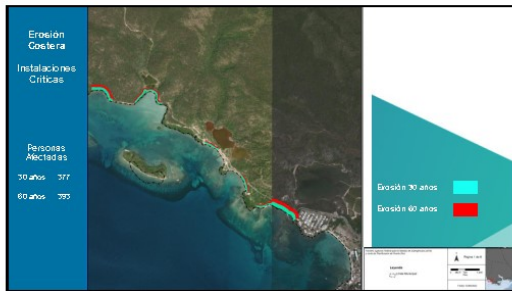 Erosión
Costera
Instalaciones
Críticas
Personas
Afectadas
30 años 377
60 años 393
Erosión 30 años
Erosión 60 años